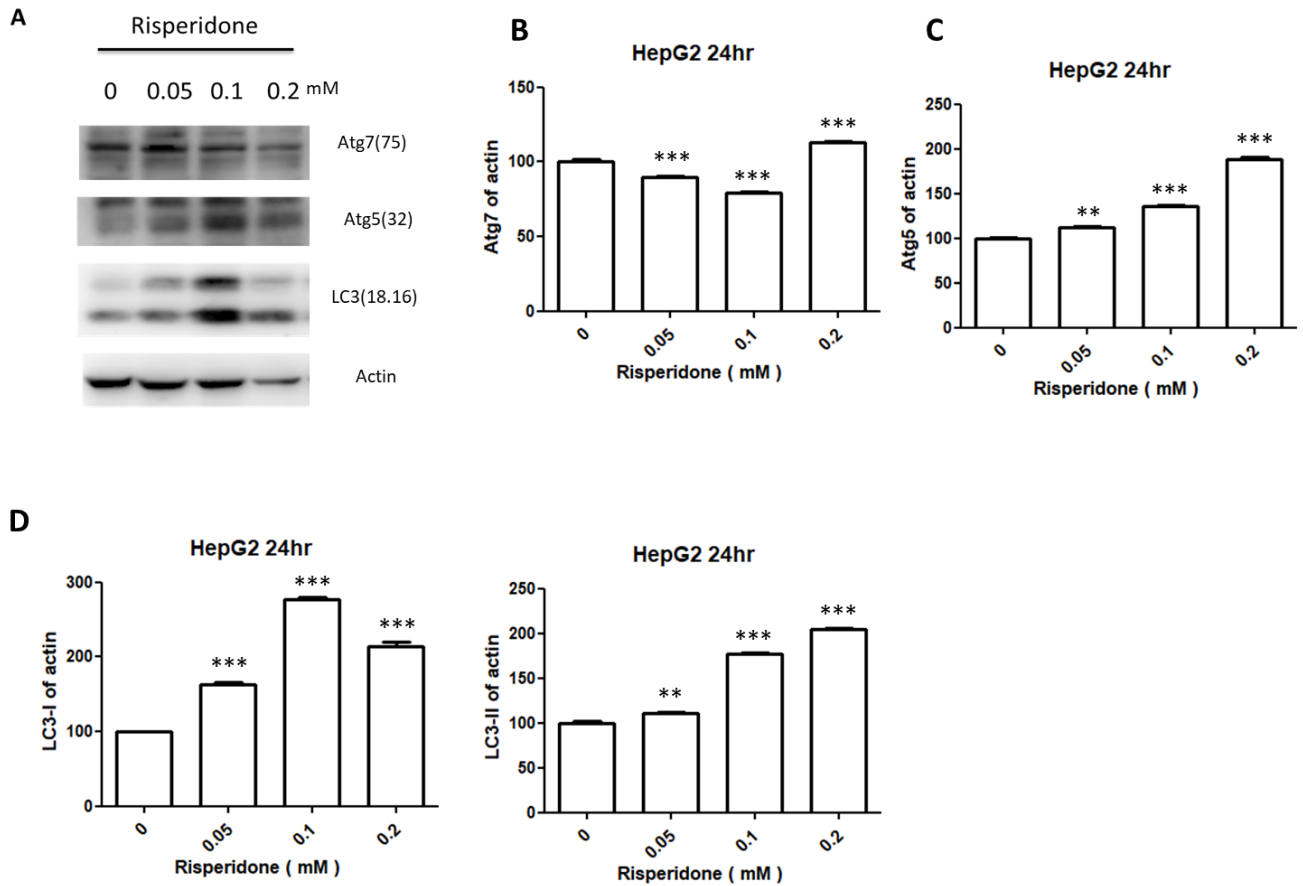 A
Risperidone
0 0.05 0.1 0.2 mM
Atg7(75)
Atg5(32)
LC3(18.16)
Actin
B
HepG2 24hr
Atg7 of actin
150
100
50
0
***
***
***
0 0.05 0.1 0.2
Risperidone ( mM )
C
HepG2 24hr
Atg5 of actin
250
200
150
100
50
0
**
***
***
0 0.05 0.1 0.2
Risperidone ( mM )
D
HepG2 24hr
LC3-I of actin
300
200
100
0
***
***
***
0 0.05 0.1 0.2
Risperidone ( mM )
HepG2 24hr
LC3-II of actin
250
200
150
100
50
0
**
***
***
0 0.05 0.1 0.2
Risperidone ( mM )